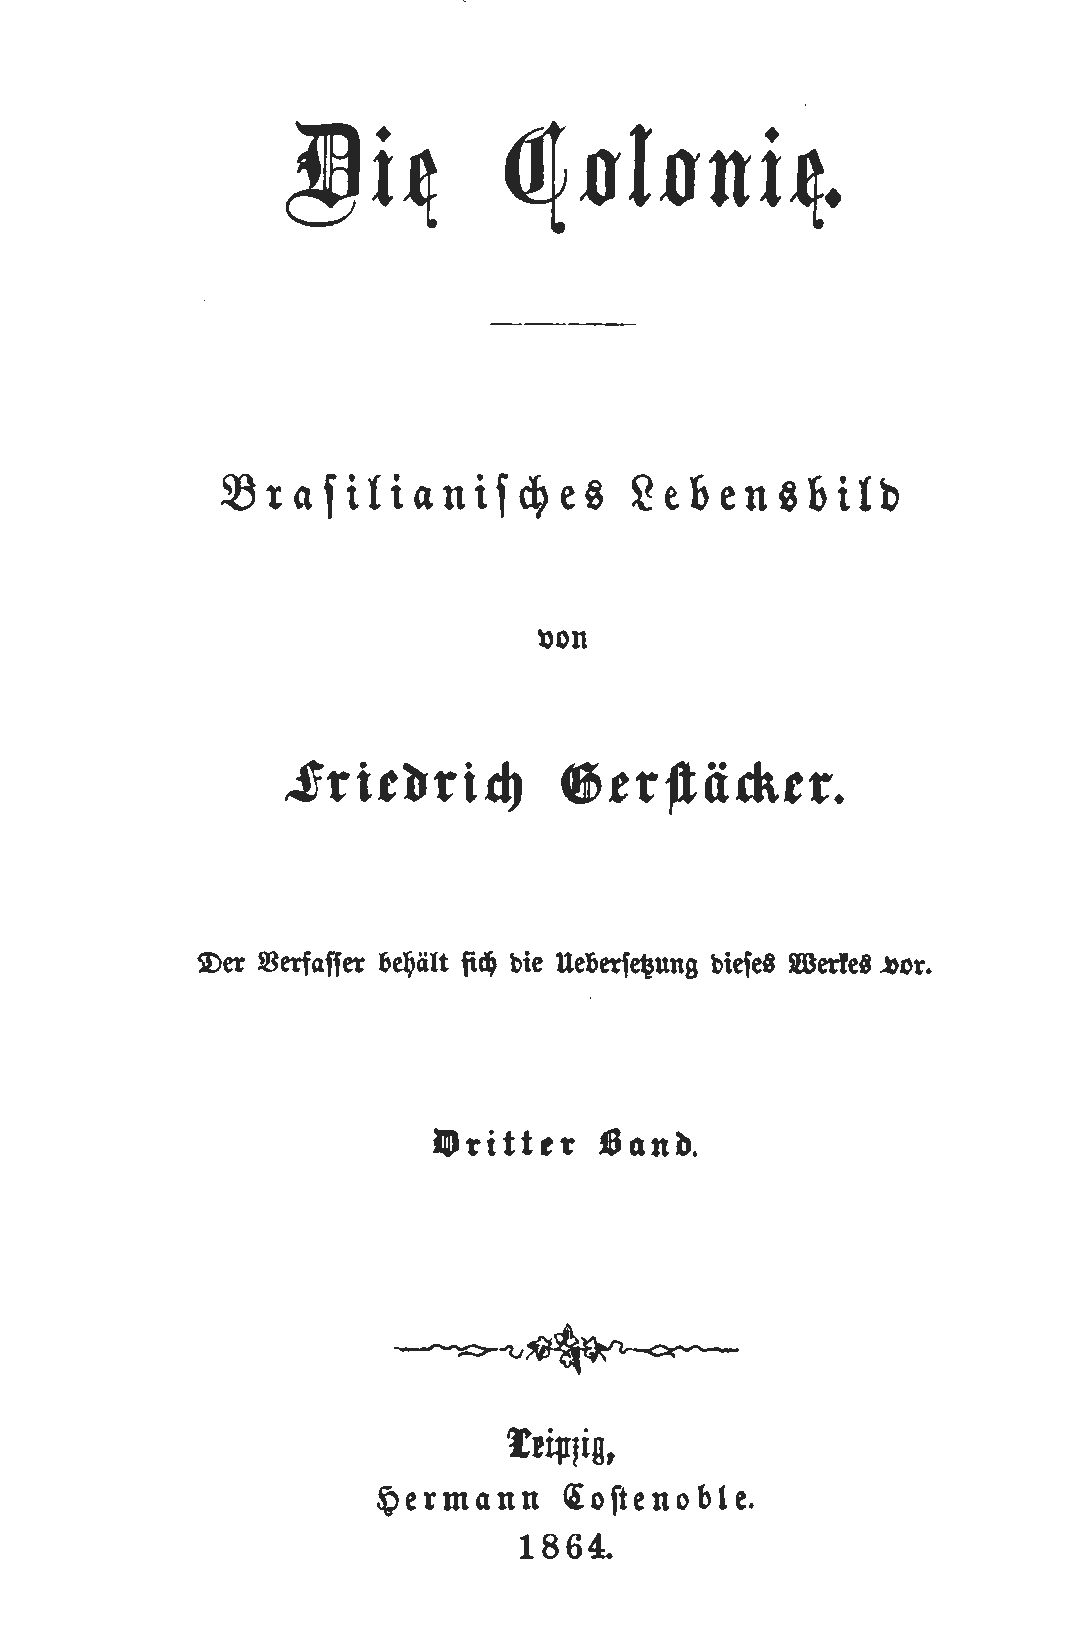 Die Colonie.
Brasilianisches Lebensbild
von
Friedrich Gerstäcker.
Der Verfasser behält sich die Uebersetzung dieses Werkes vor.
Dritter Band.
Leipzig,
Hermann Costenoble.
1864.